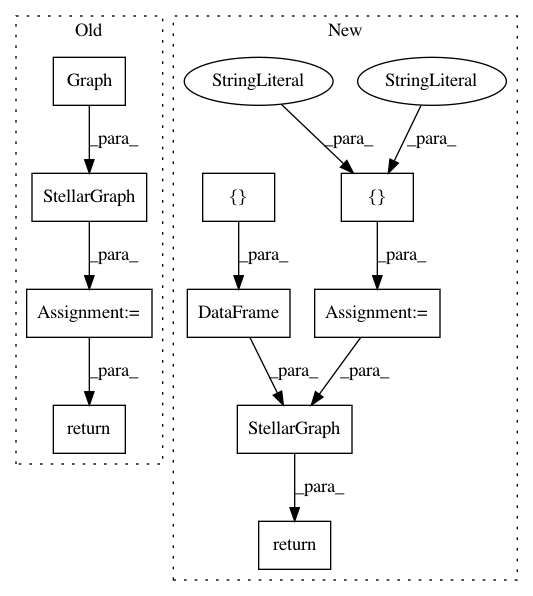 Old
New
Graph
StringLiteral
StringLiteral
_para_
_para_
_para_
StellarGraph
{}
{}
_para_
_para_
_para_
Assignment:=
DataFrame
Assignment:=
_para_
_para_
_para_
return
StellarGraph
_para_
return